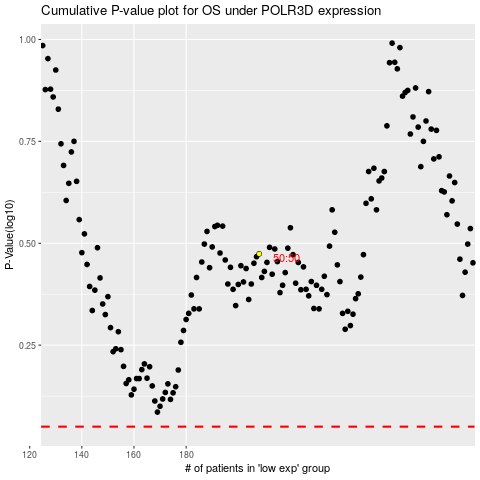 Cumulative P-value plot for OS under POLR3D expression
1.00
0.75
0.50
0.25
P-Value(log10)
50:50
120 140 160 180
# of patients in 'low exp' group